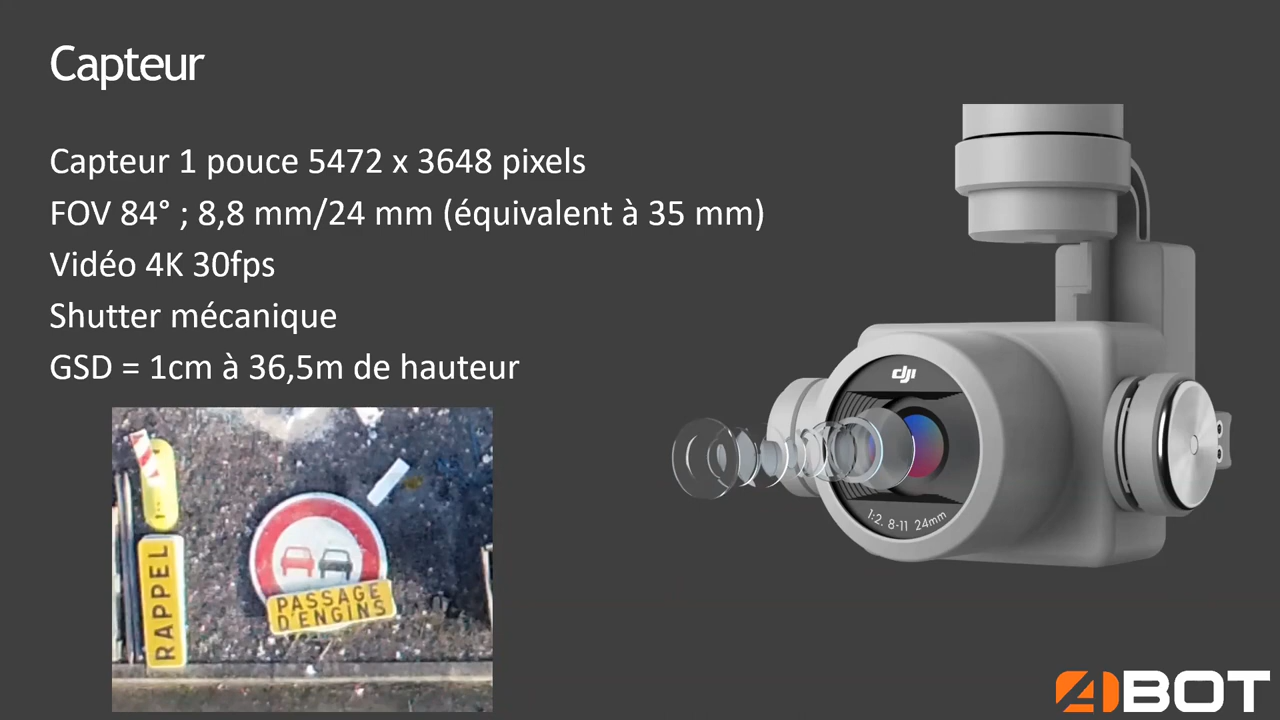 Capteur
Capteur 1 pouce 5472 x 3648 pixels
FOV 84° ; 8,8 mm/24 mm (équivalent à 35 mm)
Vidéo 4K 30fps
Shutter mécanique
GSD = 1cm à 36,5m de hauteur
dji
1:2. 8-11 24mm
RAPPEL
PASSAGE
D'ENGINS
4BOT